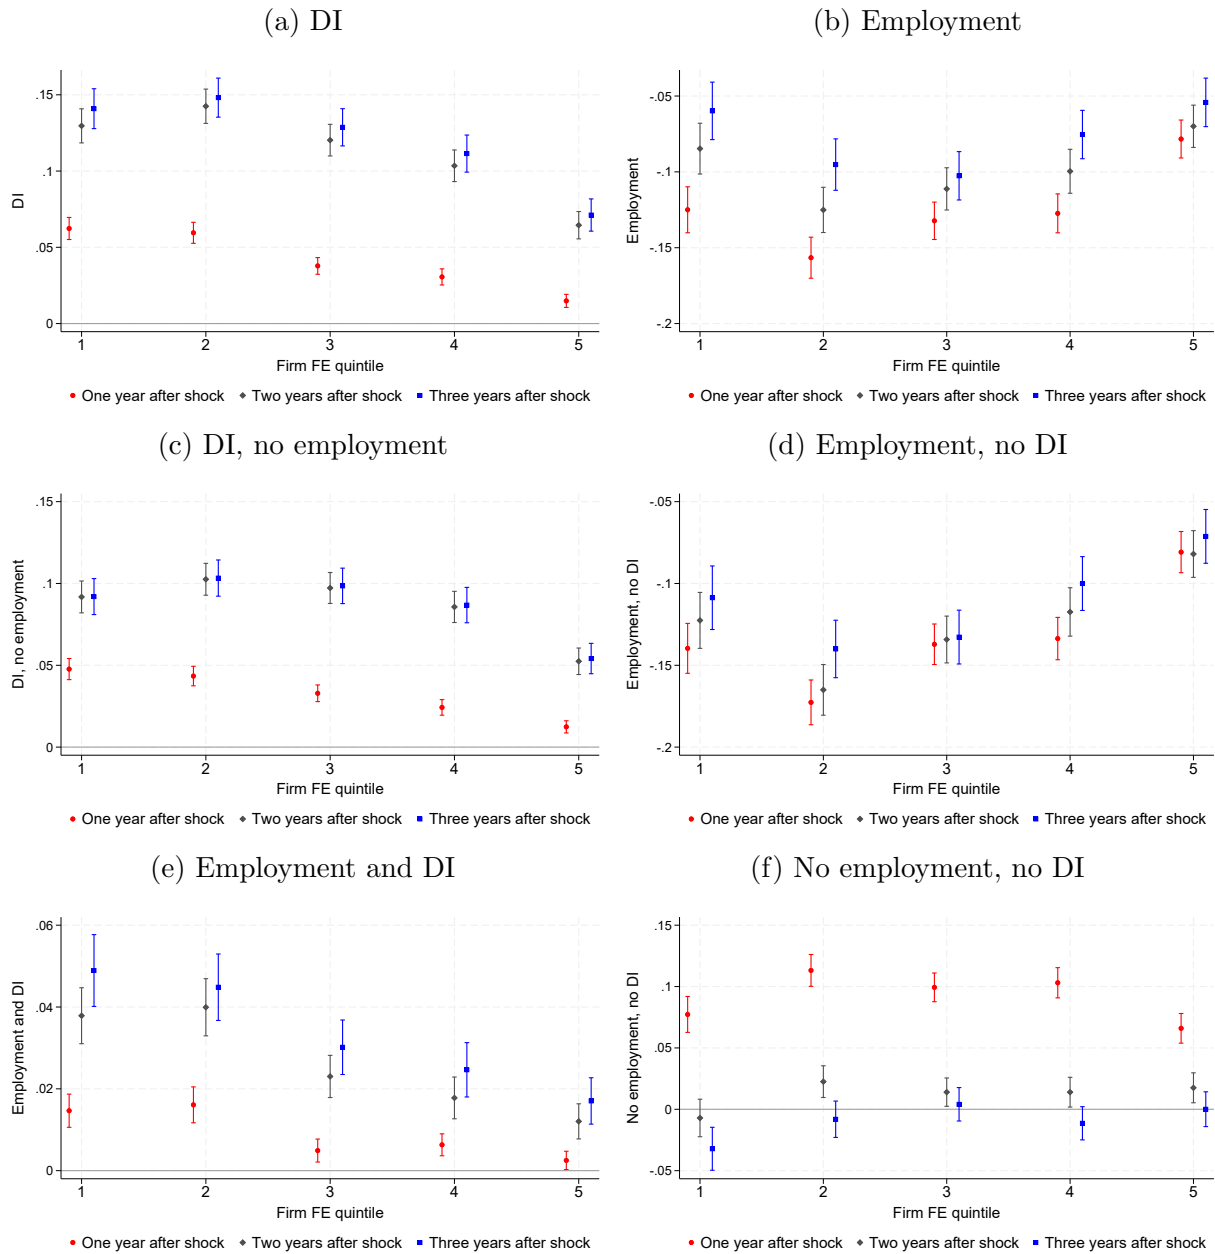 (a) DI
(b) Employment
.15
.1
.05
0
DI
1 2 3 4 5
Firm FE quintile
One year after shock Two years after shock Three years after shock
-.05
-.1
-.15
-.2
Employment
1 2 3 4 5
Firm FE quintile
One year after shock Two years after shock Three years after shock
(c) DI, no employment
(d) Employment, no DI
.15
.1
.05
0
DI, no employment
1 2 3 4 5
Firm FE quintile
One year after shock Two years after shock Three years after shock
-.05
-.1
-.15
-.2
Employment, no DI
1 2 3 4 5
Firm FE quintile
One year after shock Two years after shock Three years after shock
(e) Employment and DI
(f) No employment, no DI
.06
.04
.02
0
Employment and DI
1 2 3 4 5
Firm FE quintile
One year after shock Two years after shock Three years after shock
.15
.1
.05
0
-.05
No employment, no DI
1 2 3 4 5
Firm FE quintile
One year after shock Two years after shock Three years after shock